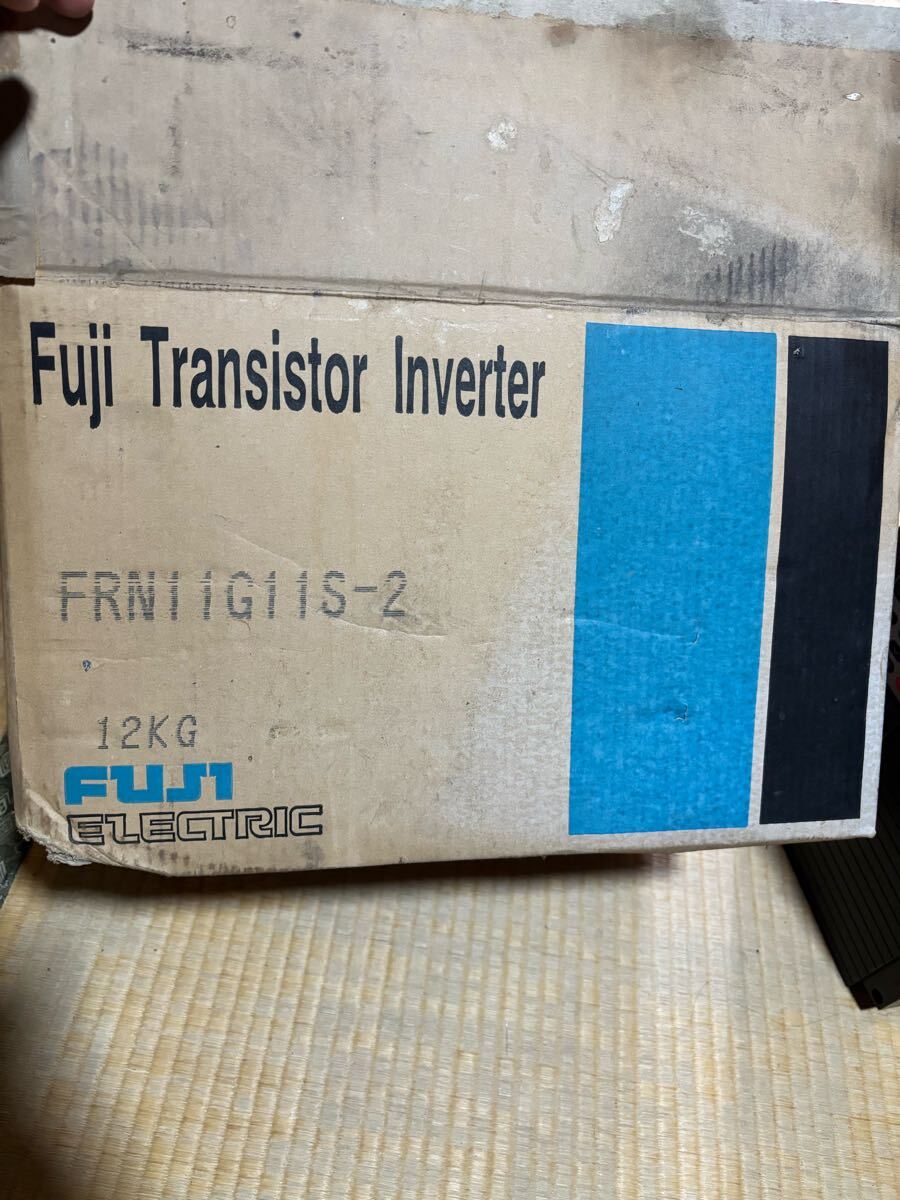 Fuji Transistor Inverter
FRN11G11S-2
12KG
FUJI
ELECTRIC